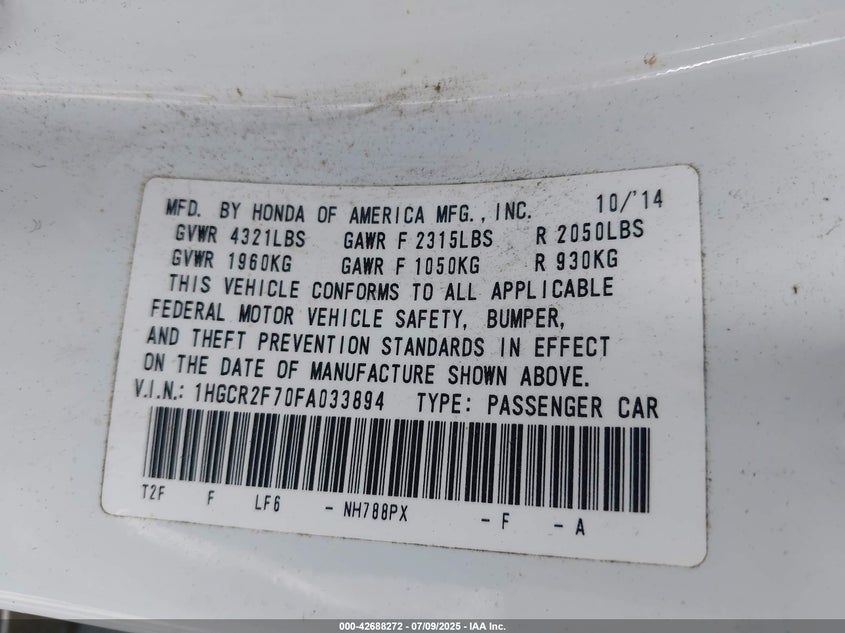 MFD. BY HONDA OF AMERICA MFG., INC. 10/'14
GVWR 4321LBS GAWR F 2315LBS R 2050LBS
GVWR 1960KG GAWR F 1050KG R 930KG
THIS VEHICLE CONFORMS TO ALL APPLICABLE
FEDERAL MOTOR VEHICLE SAFETY, BUMPER,
AND THEFT PREVENTION STANDARDS IN EFFECT
ON THE DATE OF MANUFACTURE SHOWN ABOVE.
V.I.N.: 1HGCR2F70FA033894 TYPE: PASSENGER CAR
T2F F LF6 - NH788PX - F - A
000-42688272 / 07/09/2025 - IAA Inc.